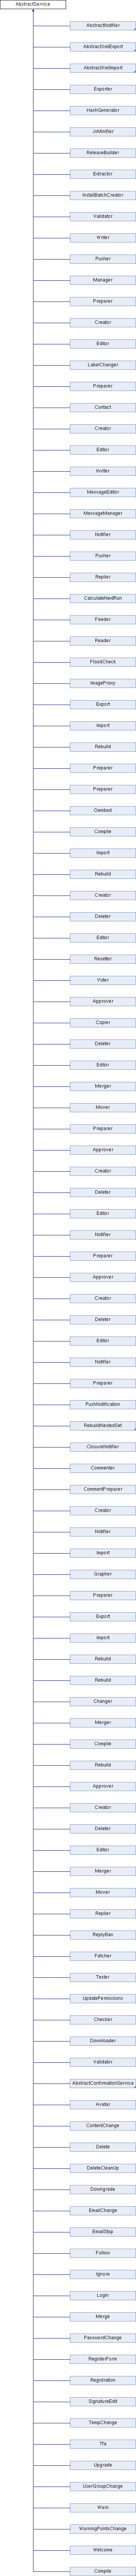 AbstractService
AbstractNotifier
AbstractXmlExport
AbstractXmlImport
Exporter
HashGenerator
JsMinifier
ReleaseBuilder
Extractor
InstallBatchCreator
Validator
Writer
Pusher
Manager
Preparer
Creator
Editor
LabelChanger
Preparer
Contact
Creator
Editor
Inviter
MessageEditor
MessageManager
Notifier
Pusher
Replier
CalculateNextRun
Feeder
Reader
FloodCheck
ImageProxy
Export
Import
Rebuild
Preparer
Preparer
Oembed
Compile
Import
Rebuild
Creator
Deleter
Editor
Resetter
Voter
Approver
Copier
Deleter
Editor
Merger
Mover
Preparer
Approver
Creator
Deleter
Editor
Notifier
Preparer
Approver
Creator
Deleter
Editor
Notifier
Preparer
PushNotification
RebuildNestedSet
ClosureNotifier
Commenter
CommentPreparer
Creator
Notifier
Import
Grapher
Preparer
Export
Import
Rebuild
Rebuild
Changer
Merger
Compile
Rebuild
Approver
Creator
Deleter
Editor
Merger
Mover
Replier
ReplyBan
Fetcher
Tester
UpdatePermissions
Checker
Downloader
Validator
AbstractConfirmationService
Avatar
ContentChange
Delete
DeleteCleanUp
Downgrade
EmailChange
EmailStop
Follow
Ignore
Login
Merge
PasswordChange
RegisterForm
Registration
SignatureEdit
TempChange
Tfa
Upgrade
UserGroupChange
Warn
WarningPointsChange
Welcome
Compile